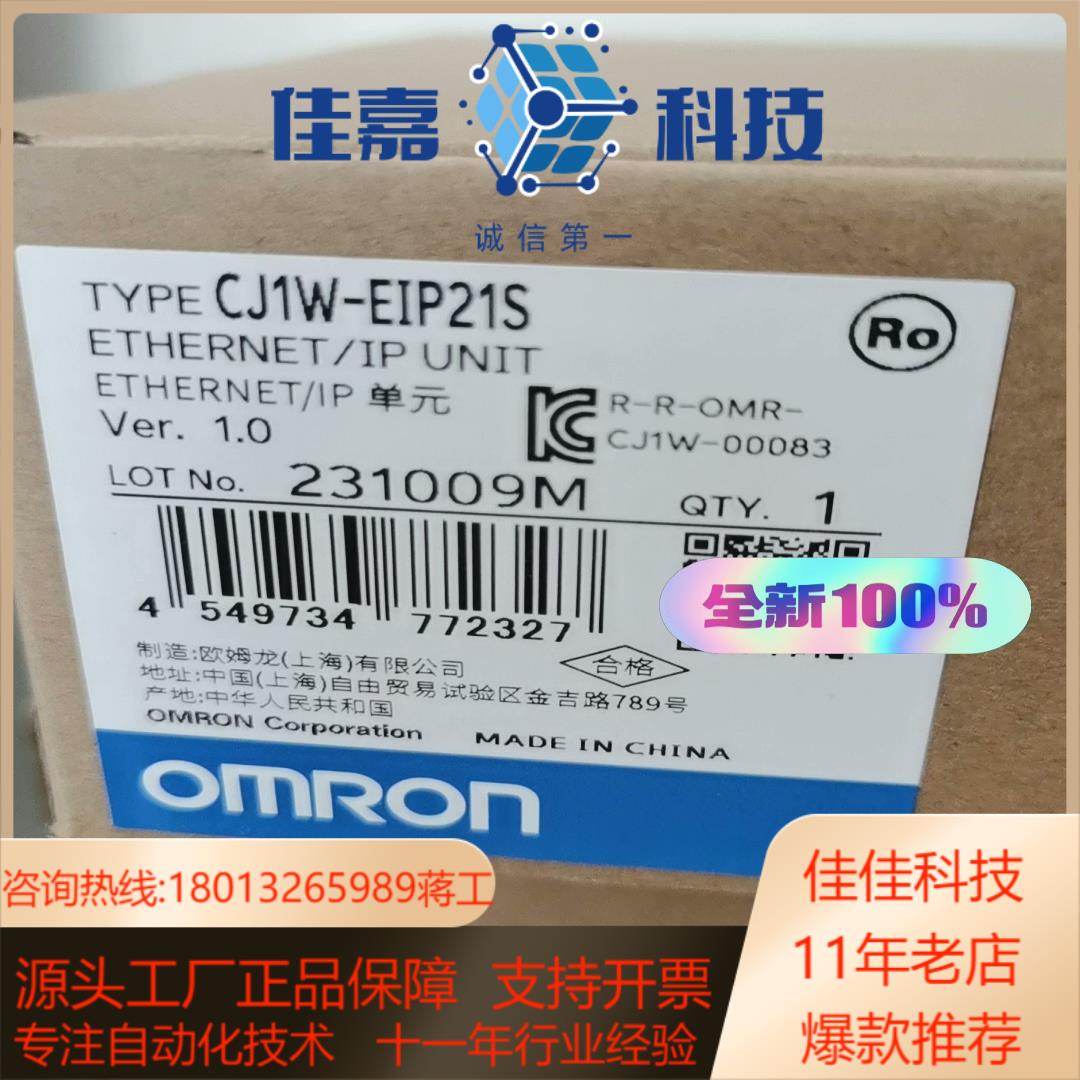 佳嘉 科技
诚信第一
TYPE CJ1W-EIP21S
ETHERNET/IP UNIT
ETHERNET/IP 单元
Ver. 1.0
Ro
KC
R-R-OMR-
CJ1W-00083
LOT No. 231009M
QTY. 1
4 549734 772327
全新100%
制造:欧姆龙(上海)有限公司
地址:中国(上海)自由贸易试验区金吉路789号
产地:中华人民共和国
合格
OMRON Corporation
MADE IN CHINA
OMRON
咨询热线:18013265989蒋工
源头工厂正品保障 支持开票
专注自动化技术 十一年行业经验
佳佳科技
11年老店
爆款推荐